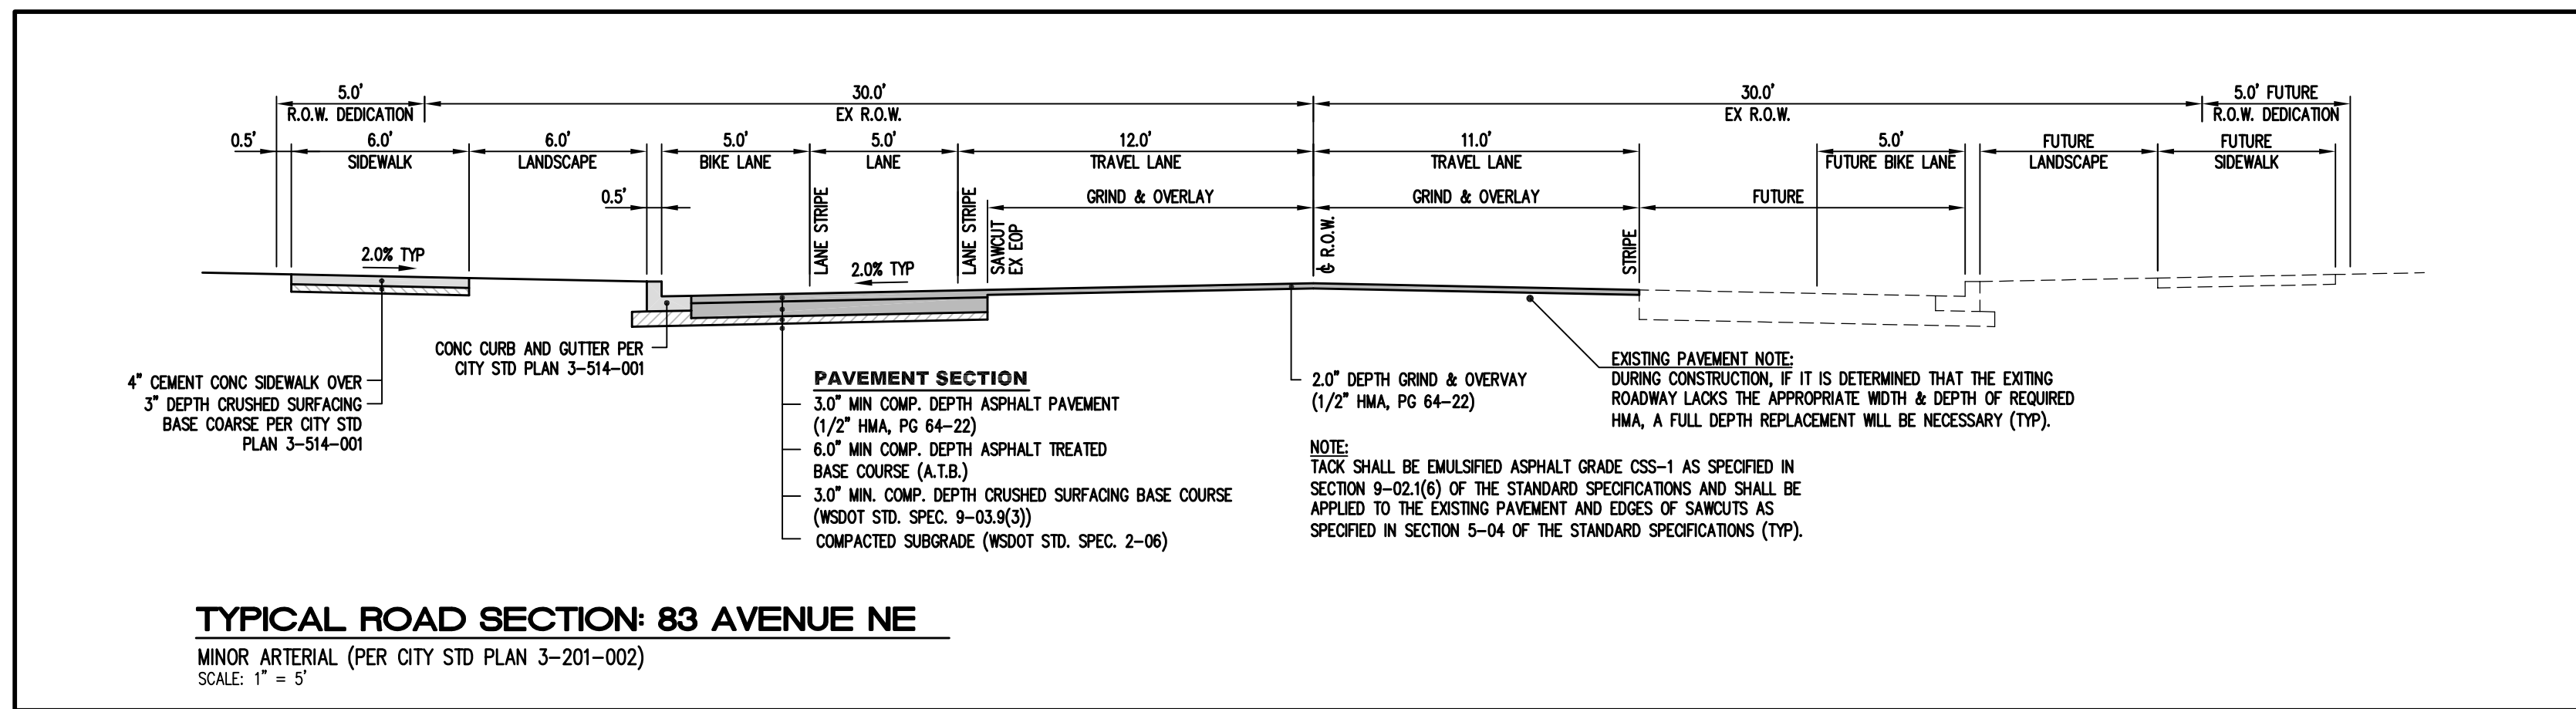 5.0' 30.0' 30.0' 5.0' FUTURE
R.O.W. DEDICATION EX R.O.W. EX R.O.W. R.O.W. DEDICATION
0.5' 6.0' 6.0' 5.0' 5.0' 12.0' 11.0' 5.0' FUTURE FUTURE
SIDEWALK LANDSCAPE BIKE LANE LANE TRAVEL LANE TRAVEL LANE FUTURE BIKE LANE LANDSCAPE SIDEWALK
0.5' GRIND & OVERLAY GRIND & OVERLAY FUTURE
LANE STRIPE
LANE STRIPE
SAWCUT
EX EOP
℄ R.O.W.
STRIPE
2.0% TYP
2.0% TYP
CONC CURB AND GUTTER PER
CITY STD PLAN 3-514-001
4" CEMENT CONC SIDEWALK OVER
3" DEPTH CRUSHED SURFACING
BASE COARSE PER CITY STD
PLAN 3-514-001
PAVEMENT SECTION
3.0" MIN COMP. DEPTH ASPHALT PAVEMENT
(1/2" HMA, PG 64-22)
6.0" MIN COMP. DEPTH ASPHALT TREATED
BASE COURSE (A.T.B.)
3.0" MIN. COMP. DEPTH CRUSHED SURFACING BASE COURSE
(WSDOT STD. SPEC. 9-03.9(3))
COMPACTED SUBGRADE (WSDOT STD. SPEC. 2-06)
2.0" DEPTH GRIND & OVERVAY
(1/2" HMA, PG 64-22)
EXISTING PAVEMENT NOTE:
DURING CONSTRUCTION, IF IT IS DETERMINED THAT THE EXITING
ROADWAY LACKS THE APPROPRIATE WIDTH & DEPTH OF REQUIRED
HMA, A FULL DEPTH REPLACEMENT WILL BE NECESSARY (TYP).
NOTE:
TACK SHALL BE EMULSIFIED ASPHALT GRADE CSS-1 AS SPECIFIED IN
SECTION 9-02.1(6) OF THE STANDARD SPECIFICATIONS AND SHALL BE
APPLIED TO THE EXISTING PAVEMENT AND EDGES OF SAWCUTS AS
SPECIFIED IN SECTION 5-04 OF THE STANDARD SPECIFICATIONS (TYP).
TYPICAL ROAD SECTION: 83 AVENUE NE
MINOR ARTERIAL (PER CITY STD PLAN 3-201-002)
SCALE: 1" = 5'